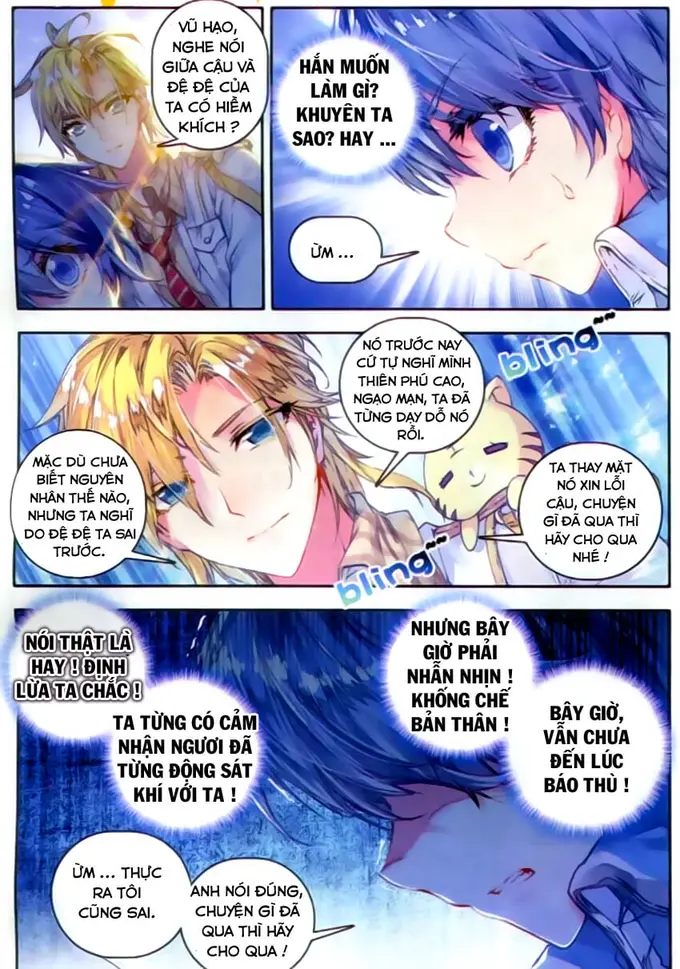 VŨ HẠO,
NGHE NÓI
GIỮA CẬU VÀ
ĐỆ ĐỆ CỦA
TA CÓ HIỀM
KHÍCH ?
HẮN MUỐN
LÀM GÌ?
KHUYÊN TA
SAO? HAY ...
ỪM ...
NÓ TRƯỚC NAY
CỨ TỰ NGHĨ MÌNH
THIÊN PHÚ CAO,
NGẠO MẠN, TA ĐÃ
TỪNG DẠY DỖ NÓ
RỒI.
bling~~
MẶC DÙ CHƯA
BIẾT NGUYÊN
NHÂN THẾ NÀO,
NHƯNG TA NGHĨ
DO ĐỆ ĐỆ TA SAI
TRƯỚC.
TA THAY MẶT
NÓ XIN LỖI
CẬU, CHUYỆN
GÌ ĐÃ QUA THÌ
HÃY CHO QUA
NHÉ !
bling~~
NÓI THẬT LÀ
HAY ! ĐỊNH
LỪA TA CHẮC !
TA TỪNG CÓ CẢM
NHẬN NGƯƠI ĐÃ
TỪNG ĐỘNG SÁT
KHÍ VỚI TA !
NHƯNG BÂY
GIỜ PHẢI
NHẪN NHỊN !
KHỐNG CHẾ
BẢN THÂN !
BÂY GIỜ,
VẪN CHƯA
ĐẾN LÚC
BÁO THÙ !
ỪM ... THỰC
RA TÔI
CŨNG SAI.
ANH NÓI ĐÚNG,
CHUYỆN GÌ ĐÃ
QUA THÌ HÃY
CHO QUA !